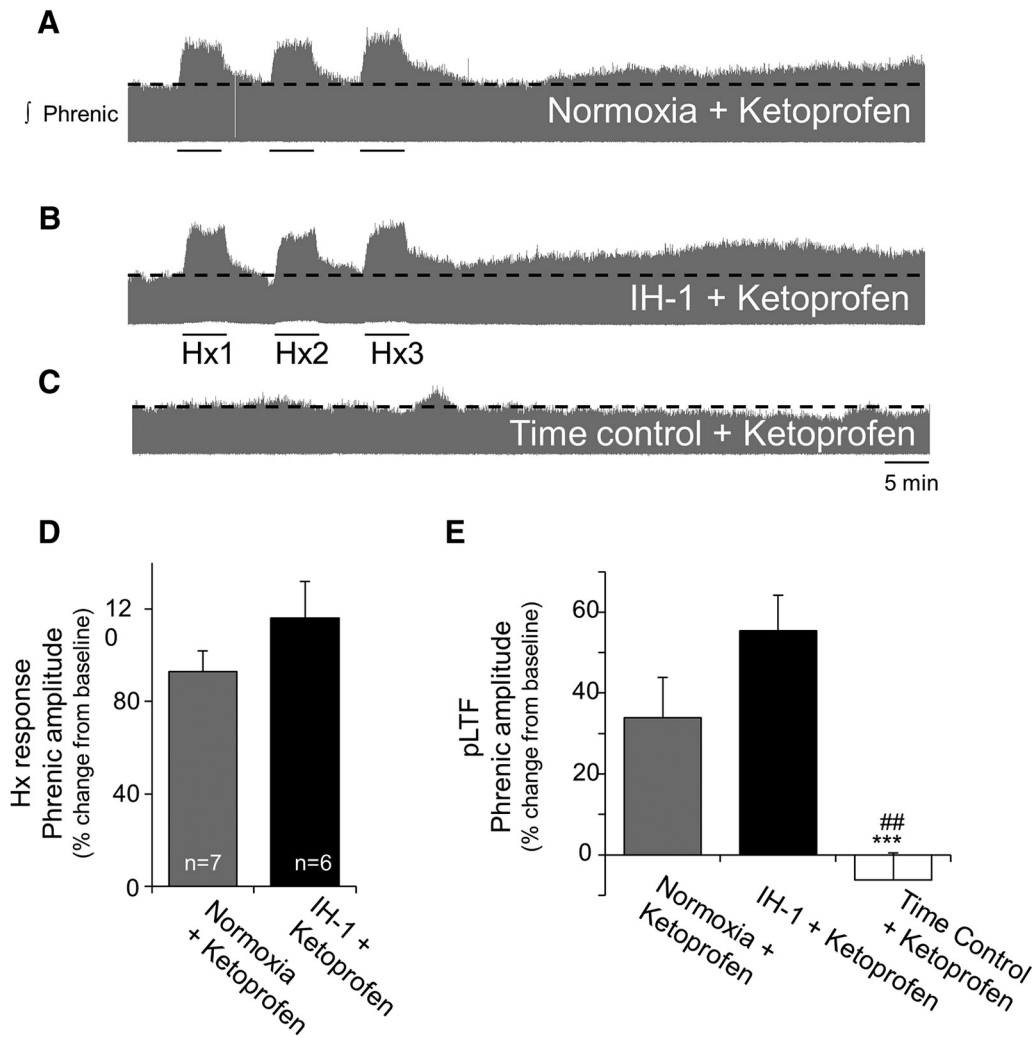 A
∫ Phrenic
Normoxia + Ketoprofen
B
IH-1 + Ketoprofen
Hx1 Hx2 Hx3
C
Time control + Ketoprofen
5 min
D
Hx response
Phrenic amplitude
(% change from baseline)
12
0
80
40
0
n=7
n=6
Normoxia
+ Ketoprofen
IH-1 +
Ketoprofen
E
pLTF
Phrenic amplitude
(% change from baseline)
60
40
20
0
##
***
Normoxia +
Ketoprofen
IH-1 + Ketoprofen
Time Control
+ Ketoprofen